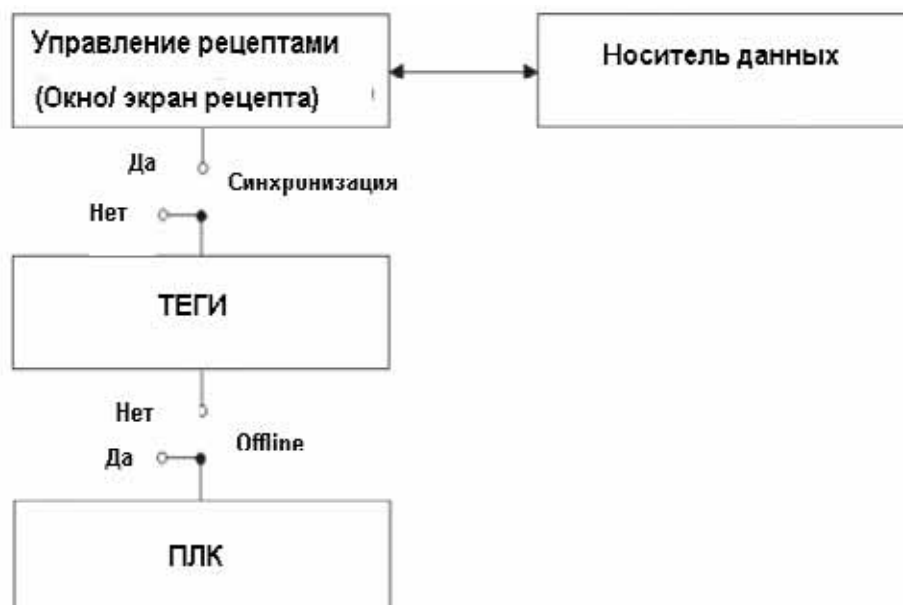 Управление рецептами
(Окно/ экран рецепта)
Носитель данных
Да
Синхронизация
Нет
ТЕГИ
Нет
Offline
Да
ПЛК